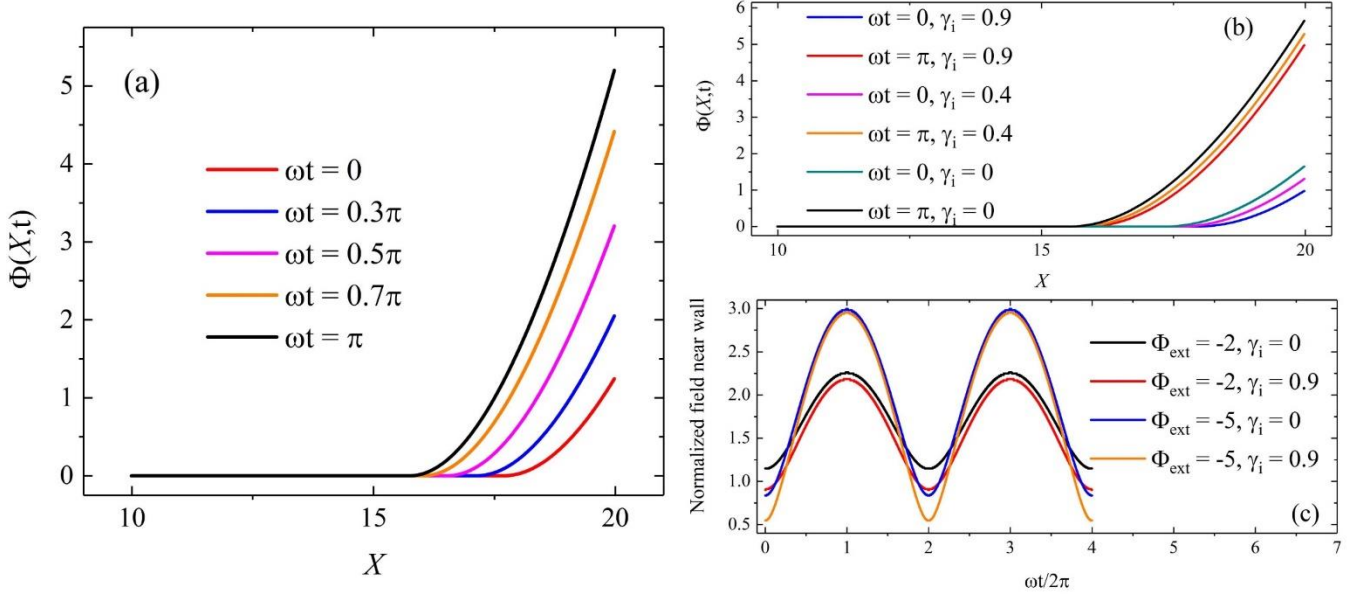 (a)
Φ(X,t)
5
4
3
2
1
0
ωt = 0
ωt = 0.3π
ωt = 0.5π
ωt = 0.7π
ωt = π
10
15
20
X
(b)
Φ(X,t)
6
5
4
3
2
1
0
ωt = 0, γi = 0.9
ωt = π, γi = 0.9
ωt = 0, γi = 0.4
ωt = π, γi = 0.4
ωt = 0, γi = 0
ωt = π, γi = 0
10
15
20
X
Normalized field near wall
3.0
2.5
2.0
1.5
1.0
0.5
Φext = -2, γi = 0
Φext = -2, γi = 0.9
Φext = -5, γi = 0
Φext = -5, γi = 0.9
(c)
0
1
2
3
4
5
6
7
ωt/2π